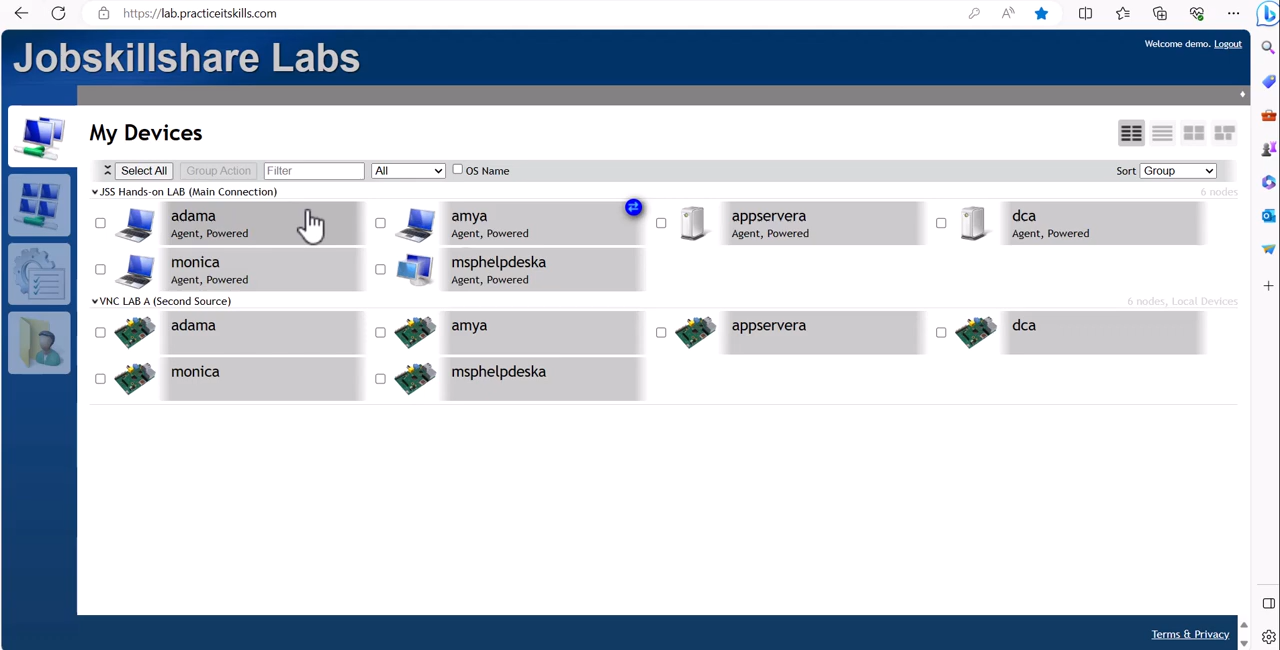 https://lab.practiceitskills.com
Jobskillshare Labs
Welcome demo. Logout
My Devices
Select All Group Action Filter All OS Name Sort Group
JSS Hands-on LAB (Main Connection) 6 nodes
adama amya appservera dca
Agent, Powered Agent, Powered Agent, Powered Agent, Powered
monica msphelpdeska
Agent, Powered Agent, Powered
VNC LAB A (Second Source) 6 nodes, Local Devices
adama amya appservera dca
monica msphelpdeska
Terms & Privacy